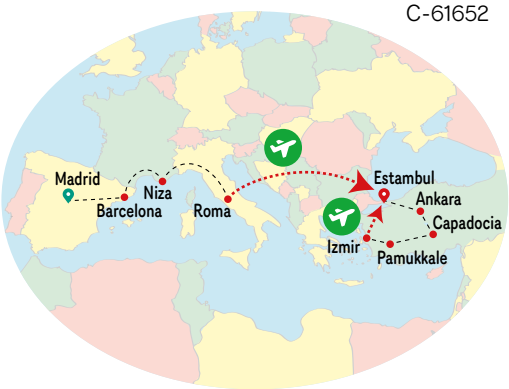 C-61652
Madrid
Barcelona
Niza
Roma
Estambul
Ankara
Capadocia
Izmir
Pamukkale